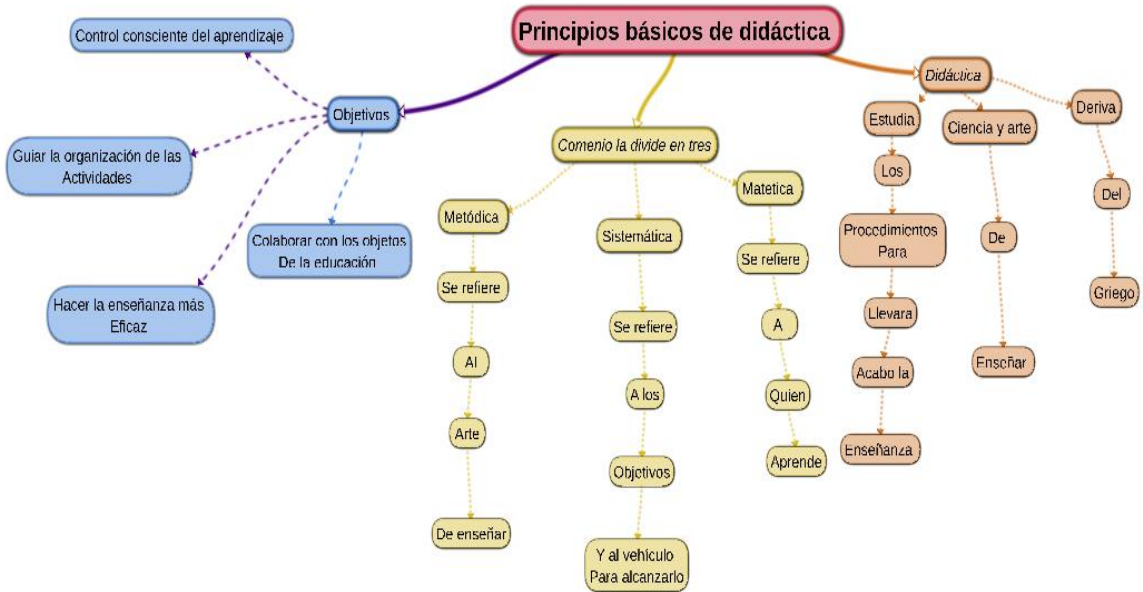 Principios básicos de didáctica
Objetivos
Control consciente del aprendizaje
Guiar la organización de las
Actividades
Hacer la enseñanza más
Eficaz
Colaborar con los objetos
De la educación
Comenio la divide en tres
Metódica
Se refiere
Al
Arte
De enseñar
Sistemática
Se refiere
A los
Objetivos
Y al vehículo
Para alcanzarlo
Matetica
Se refiere
A
Quien
Aprende
Didáctica
Estudia
Los
Procedimientos
Para
Llevara
Acabo la
Enseñanza
Ciencia y arte
De
Enseñar
Deriva
Del
Griego